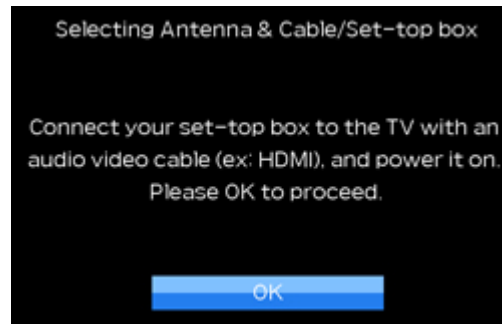 Selecting Antenna & Cable/Set-top box
Connect your set-top box to the TV with an
audio video cable (ex: HDMI), and power it on.
Please OK to proceed.
OK